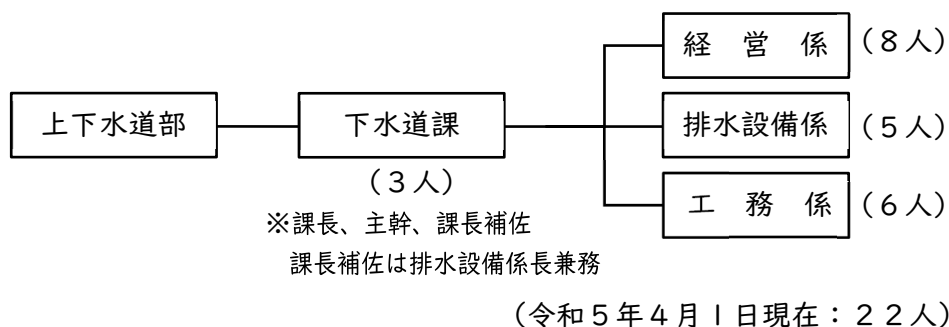 経　営　係 (８人)
上下水道部
下水道課
排水設備係 (５人)
(３人)
工　務　係 (６人)
※課長、主幹、課長補佐
課長補佐は排水設備係長兼務
(令和５年４月１日現在：２２人)